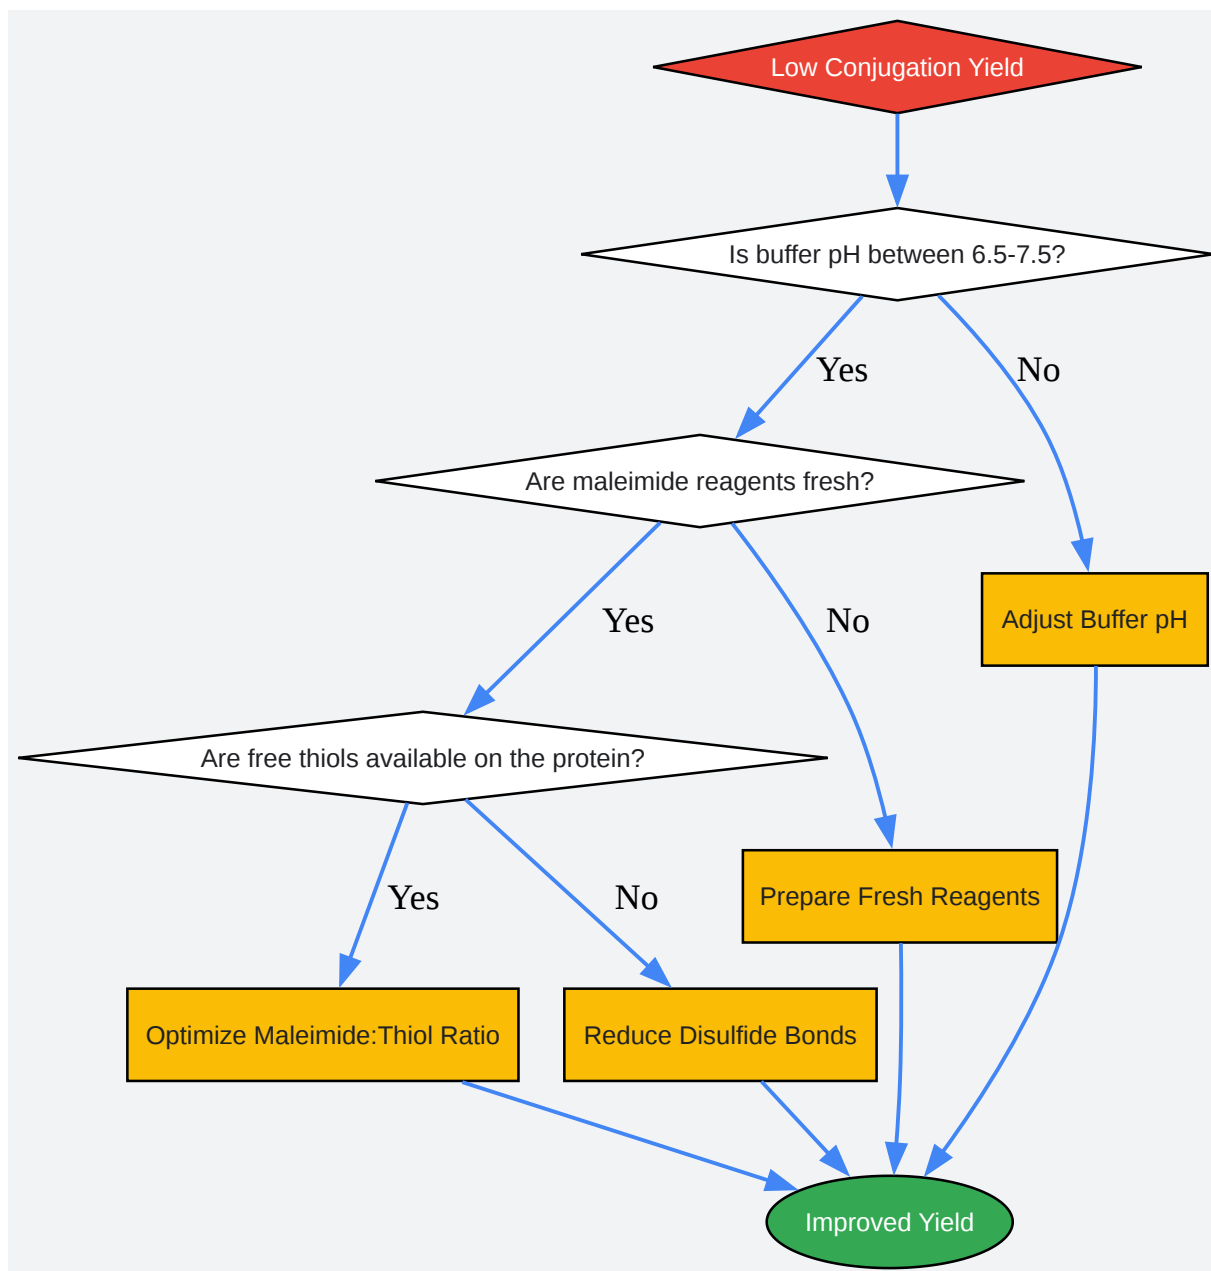 Low Conjugation Yield
Is buffer pH between 6.5-7.5?
Yes
No
Are maleimide reagents fresh?
Yes
No
Adjust Buffer pH
Are free thiols available on the protein?
Yes
No
Prepare Fresh Reagents
Optimize Maleimide:Thiol Ratio
Reduce Disulfide Bonds
Improved Yield